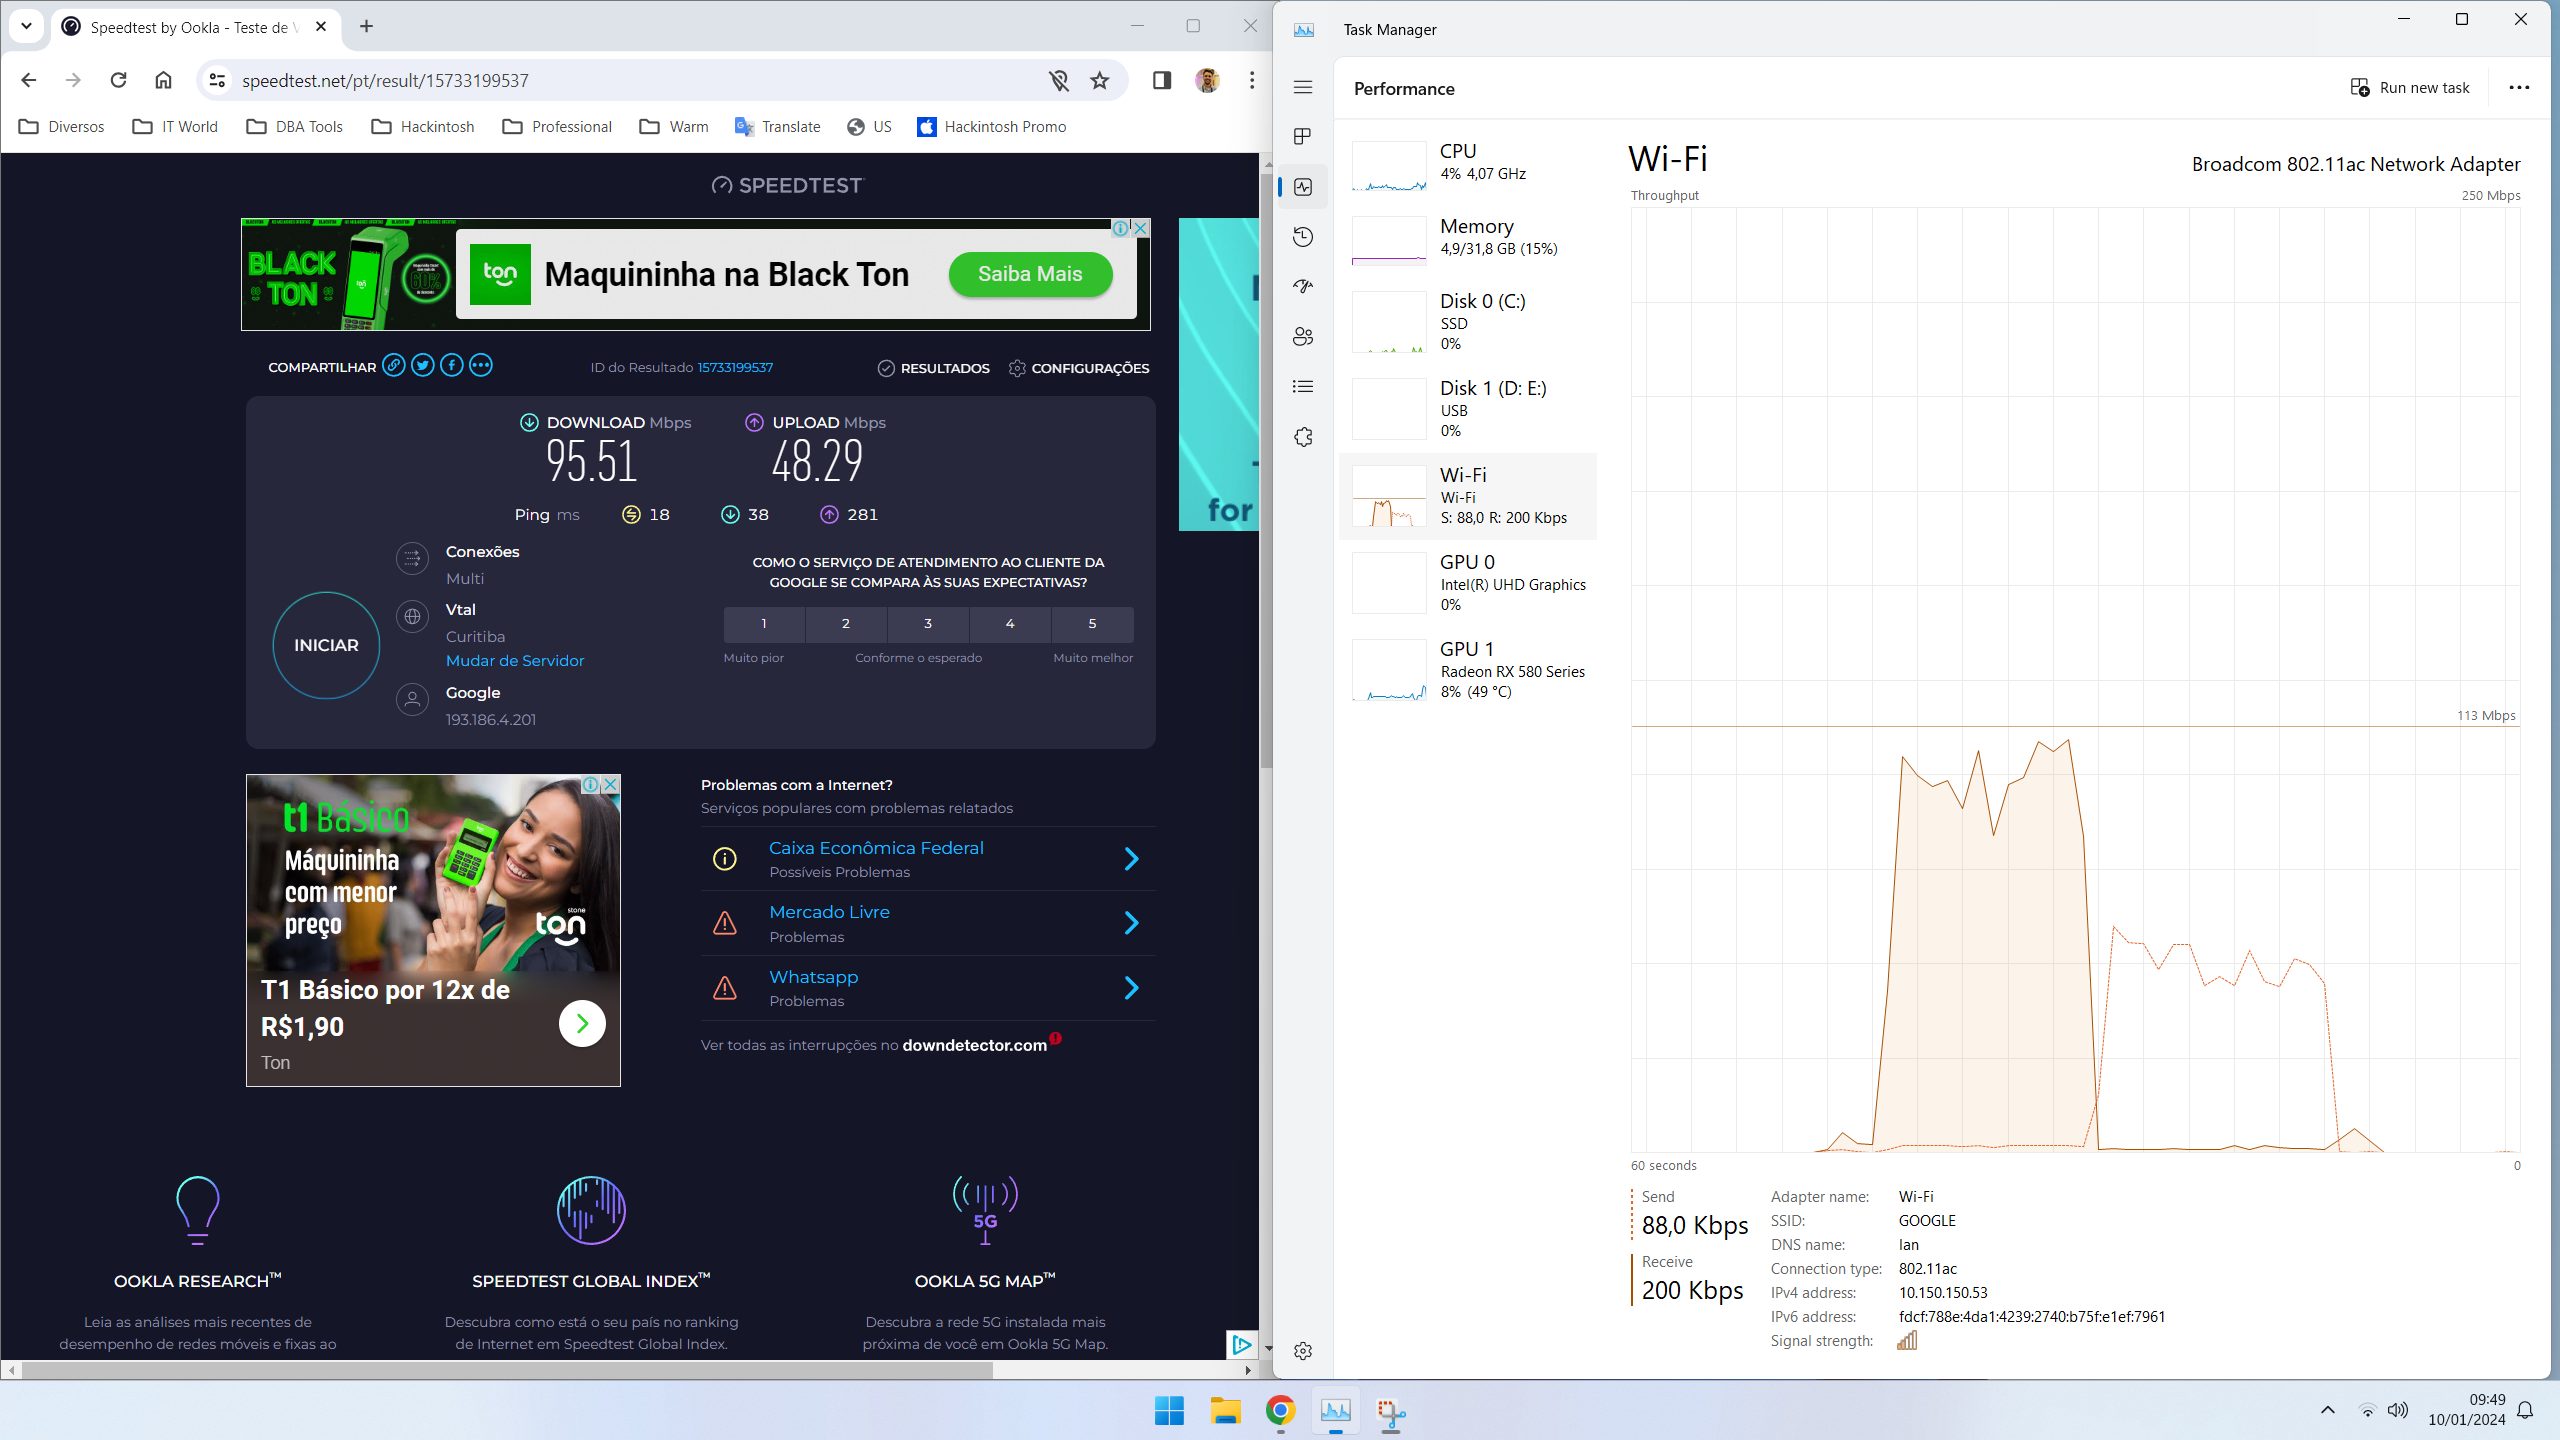 Speedtest by Ookla - Teste de V
speedtest.net/pt/result/15733199537
Diversos
IT World
DBA Tools
Hackintosh
Professional
Warm
Translate
US
Hackintosh Promo
SPEEDTEST
BLACK
TON
60%
ton
Maquininha na Black Ton
Saiba Mais
COMPARTILHAR
ID do Resultado 15733199537
RESULTADOS
CONFIGURAÇÕES
for
DOWNLOAD Mbps
95.51
UPLOAD Mbps
48.29
Ping ms
18
38
281
INICIAR
Conexões
Multi
Vtal
Curitiba
Mudar de Servidor
Google
193.186.4.201
COMO O SERVIÇO DE ATENDIMENTO AO CLIENTE DA
GOOGLE SE COMPARA ÀS SUAS EXPECTATIVAS?
1
2
3
4
5
Muito pior
Conforme o esperado
Muito melhor
t1 Básico
Máquininha
com menor
preço
stone
ton
T1 Básico por 12x de
R$1,90
Ton
Problemas com a Internet?
Serviços populares com problemas relatados
Caixa Econômica Federal
Possíveis Problemas
Mercado Livre
Problemas
Whatsapp
Problemas
Ver todas as interrupções no downdetector.com
OOKLA RESEARCH™
Leia as análises mais recentes de
desempenho de redes móveis e fixas ao
SPEEDTEST GLOBAL INDEX™
Descubra como está o seu país no ranking
de Internet em Speedtest Global Index.
5G
OOKLA 5G MAP™
Descubra a rede 5G instalada mais
próxima de você em Ookla 5G Map.
Task Manager
Performance
Run new task
CPU
4% 4,07 GHz
Memory
4,9/31,8 GB (15%)
Disk 0 (C:)
SSD
0%
Disk 1 (D: E:)
USB
0%
Wi-Fi
Wi-Fi
S: 88,0 R: 200 Kbps
GPU 0
Intel(R) UHD Graphics
0%
GPU 1
Radeon RX 580 Series
8% (49 °C)
Wi-Fi
Broadcom 802.11ac Network Adapter
Throughput
250 Mbps
113 Mbps
60 seconds
0
Send
88,0 Kbps
Receive
200 Kbps
Adapter name: Wi-Fi
SSID: GOOGLE
DNS name: lan
Connection type: 802.11ac
IPv4 address: 10.150.150.53
IPv6 address: fdcf:788e:4da1:4239:2740:b75f:e1ef:7961
Signal strength:
09:49
10/01/2024